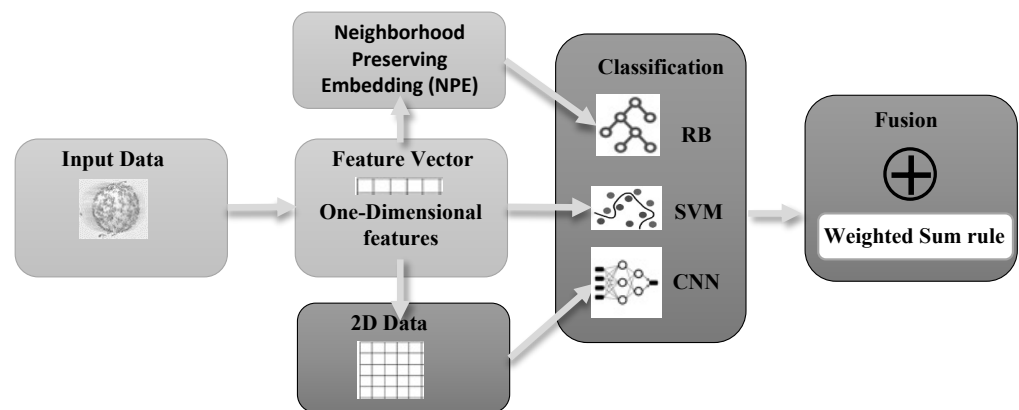 Input Data
Neighborhood
Preserving
Embedding (NPE)
Feature Vector
One-Dimensional
features
2D Data
Classification
RB
SVM
CNN
Fusion
Weighted Sum rule